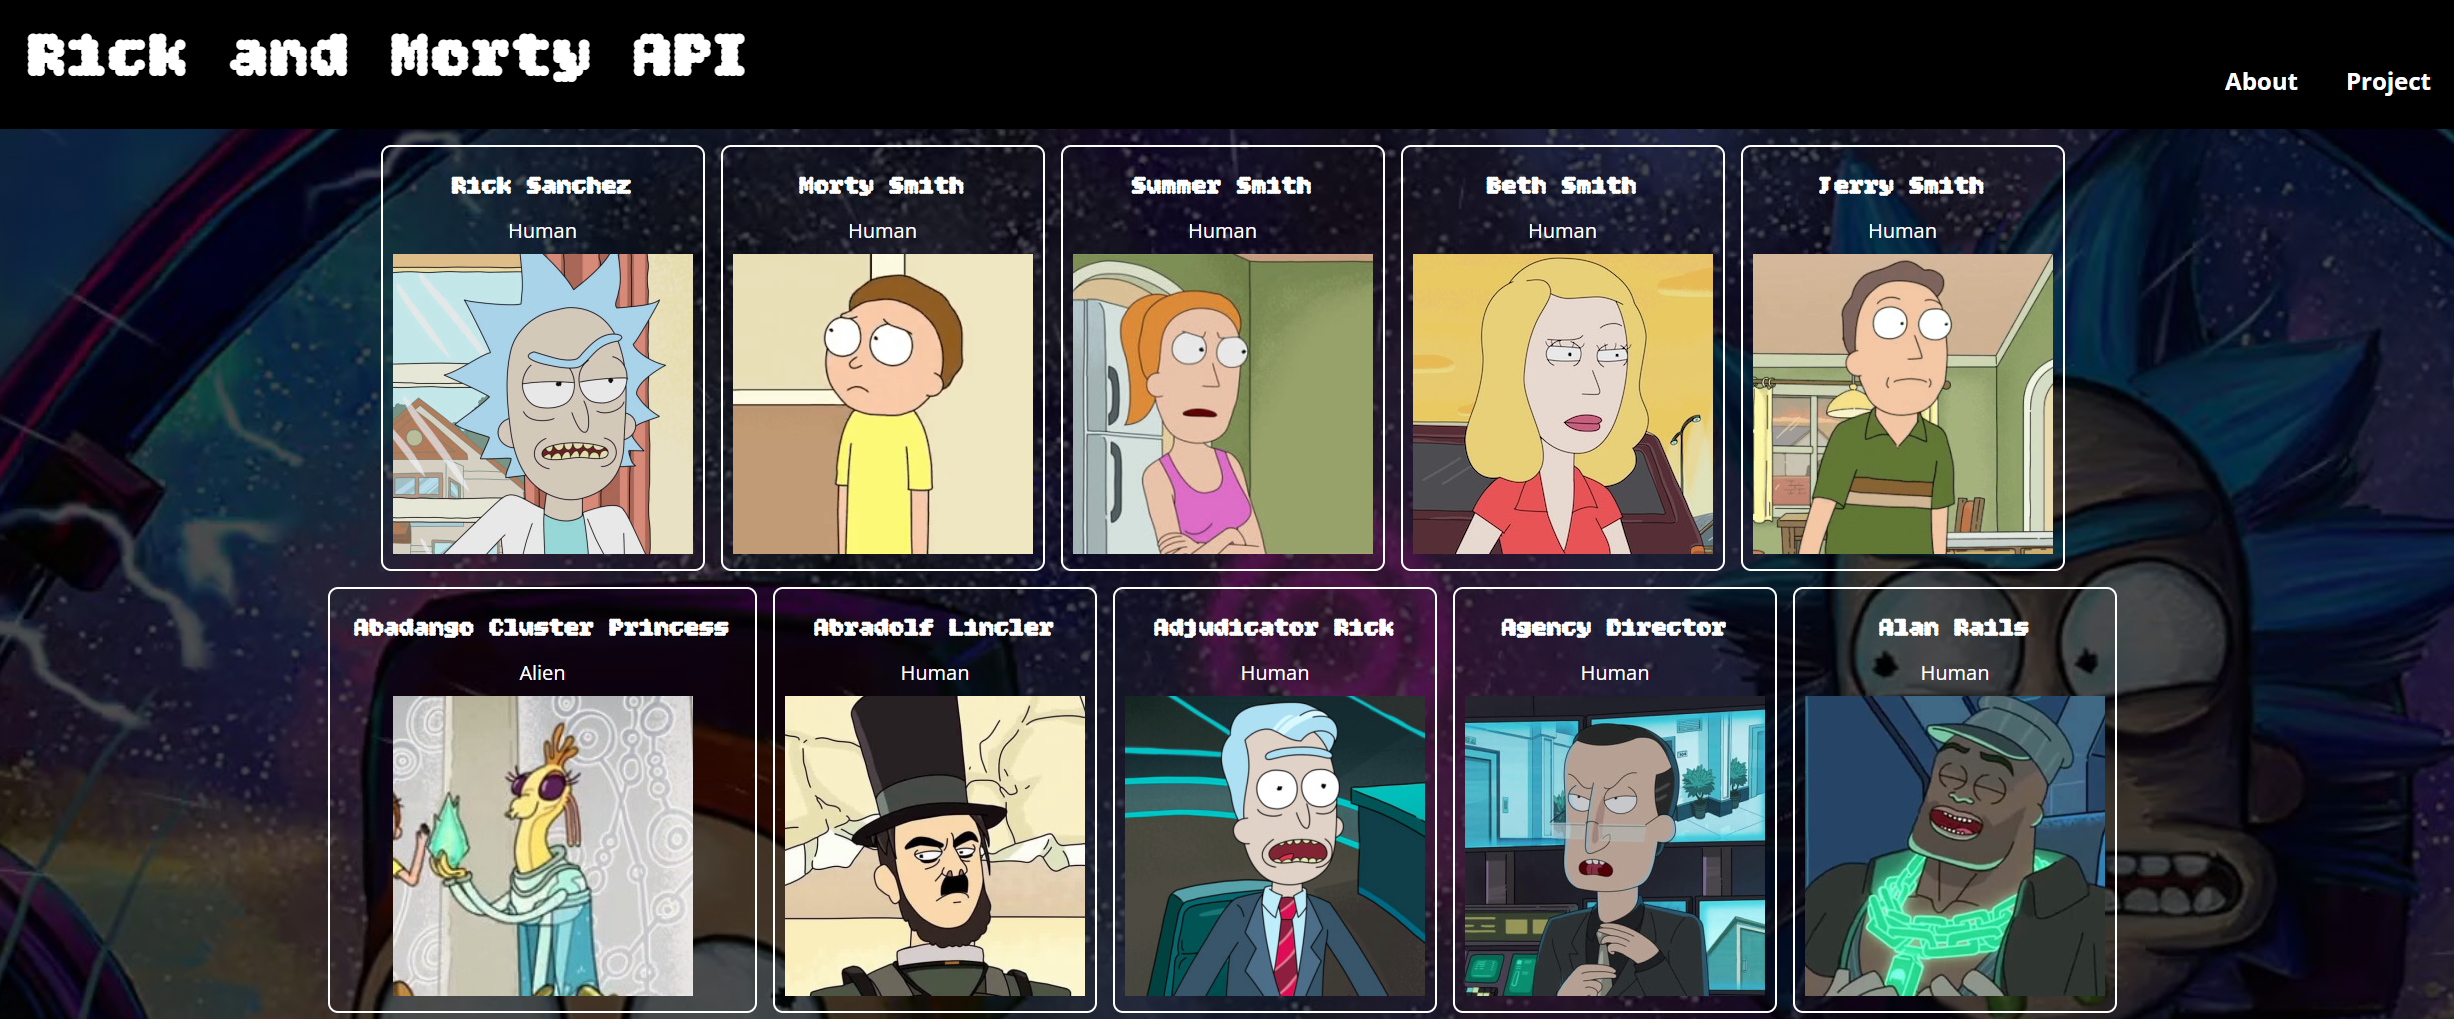 Rick and Morty API
About Project
Rick Sanchez
Human
Morty Smith
Human
Summer Smith
Human
Beth Smith
Human
Jerry Smith
Human
Abadango Cluster Princess
Alien
Abradolf Lincler
Human
Adjudicator Rick
Human
Agency Director
Human
Alan Rails
Human